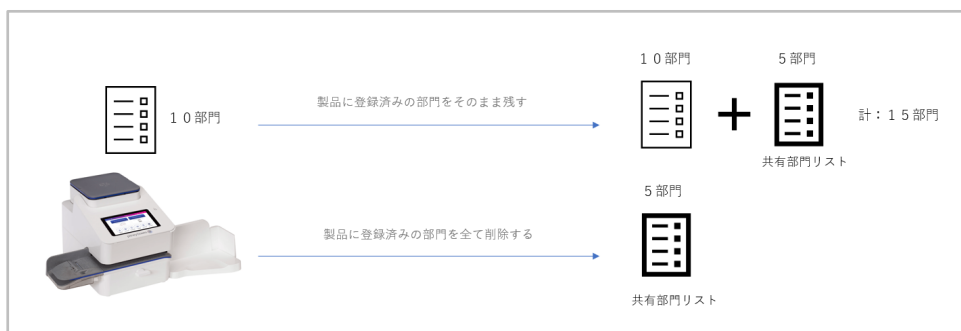 10部門 5部門
10部門 製品に登録済みの部門をそのまま残す 計：15部門
共有部門リスト
5部門
製品に登録済みの部門を全て削除する
共有部門リスト